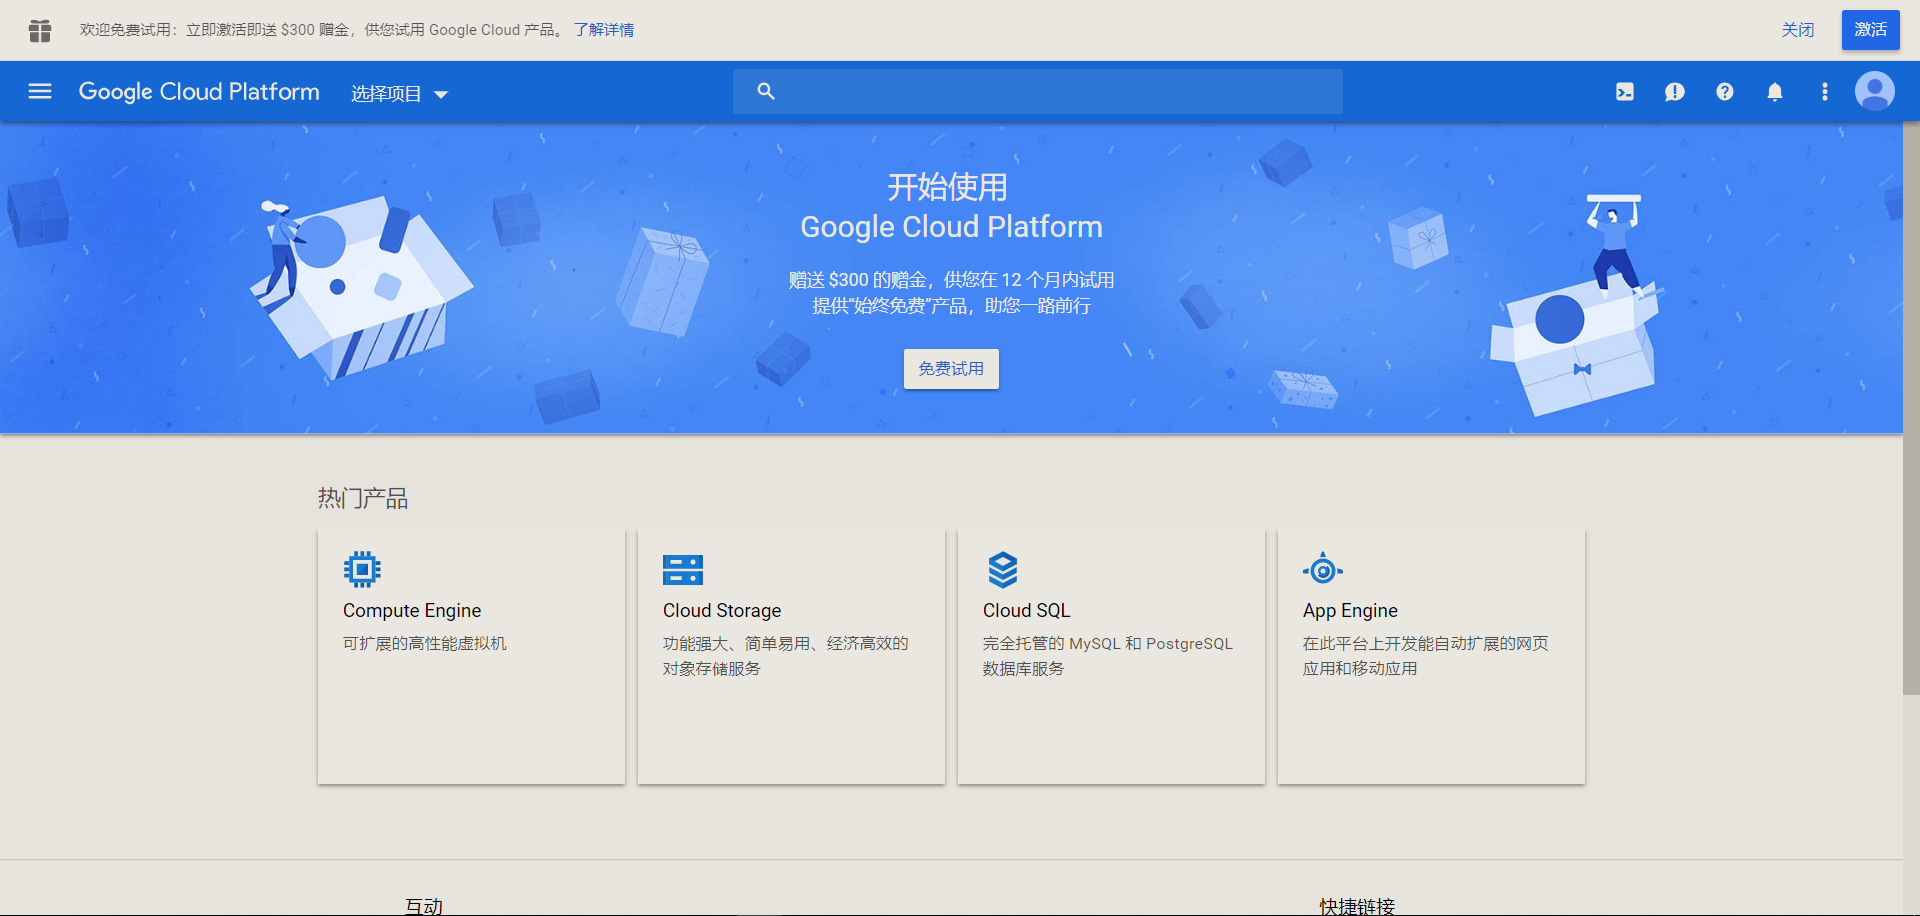 欢迎免费试用：立即激活即送 $300 赠金，供您试用 Google Cloud 产品。 了解详情
关闭
激活
Google Cloud Platform
选择项目
开始使用
Google Cloud Platform
赠送 $300 的赠金，供您在 12 个月内试用
提供“始终免费”产品，助您一路前行
免费试用
热门产品
Compute Engine
可扩展的高性能虚拟机
Cloud Storage
功能强大、简单易用、经济高效的
对象存储服务
Cloud SQL
完全托管的 MySQL 和 PostgreSQL
数据库服务
App Engine
在此平台上开发能自动扩展的网页
应用和移动应用
互动
快捷链接